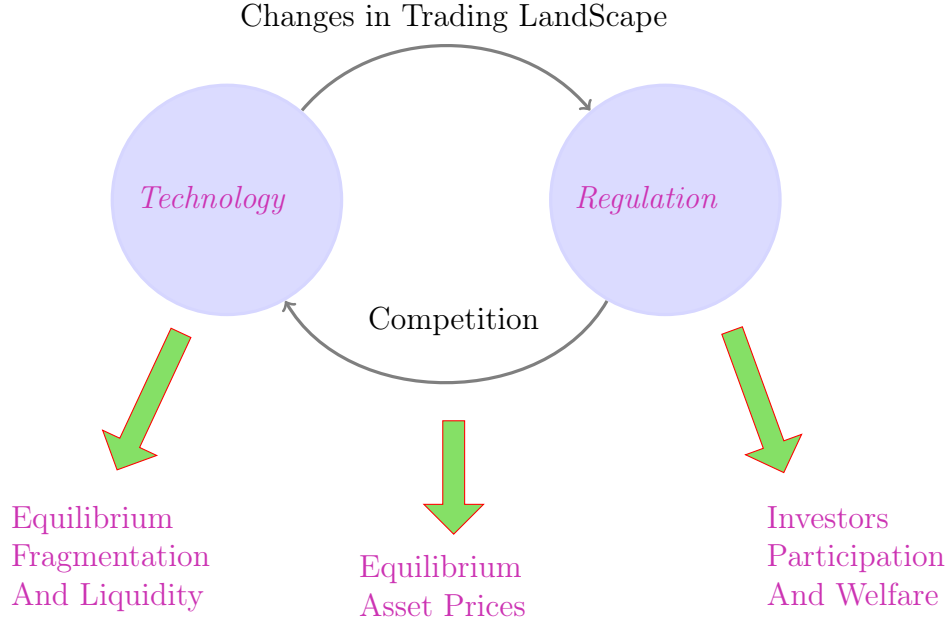 Changes in Trading LandScape
Technology
Regulation
Competition
Equilibrium
Fragmentation
And Liquidity
Equilibrium
Asset Prices
Investors
Participation
And Welfare